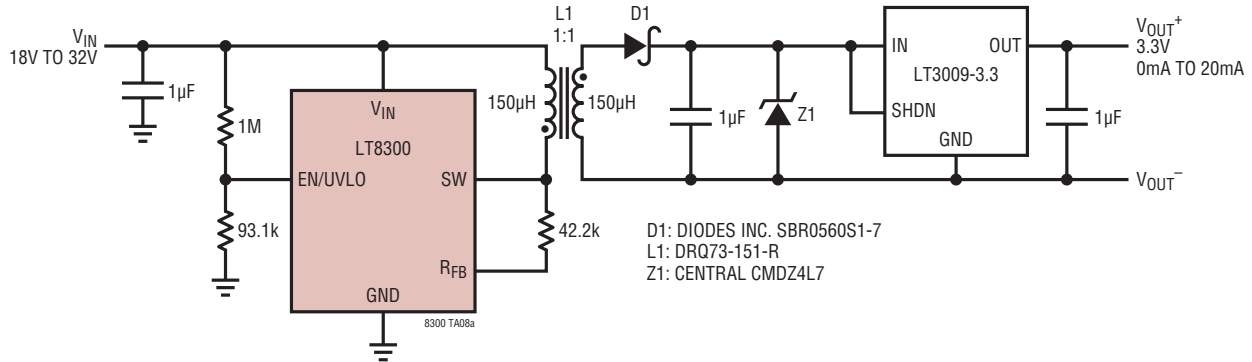 L1
1:1
D1
VIN
18V TO 32V
1µF
1M
VIN
LT8300
EN/UVLO
SW
93.1k
RFB
GND
8300 TA08a
42.2k
150µH
150µH
1µF
Z1
IN
OUT
LT3009-3.3
SHDN
GND
1µF
VOUT+
3.3V
0mA TO 20mA
VOUT–
D1: DIODES INC. SBR0560S1-7
L1: DRQ73-151-R
Z1: CENTRAL CMDZ4L7